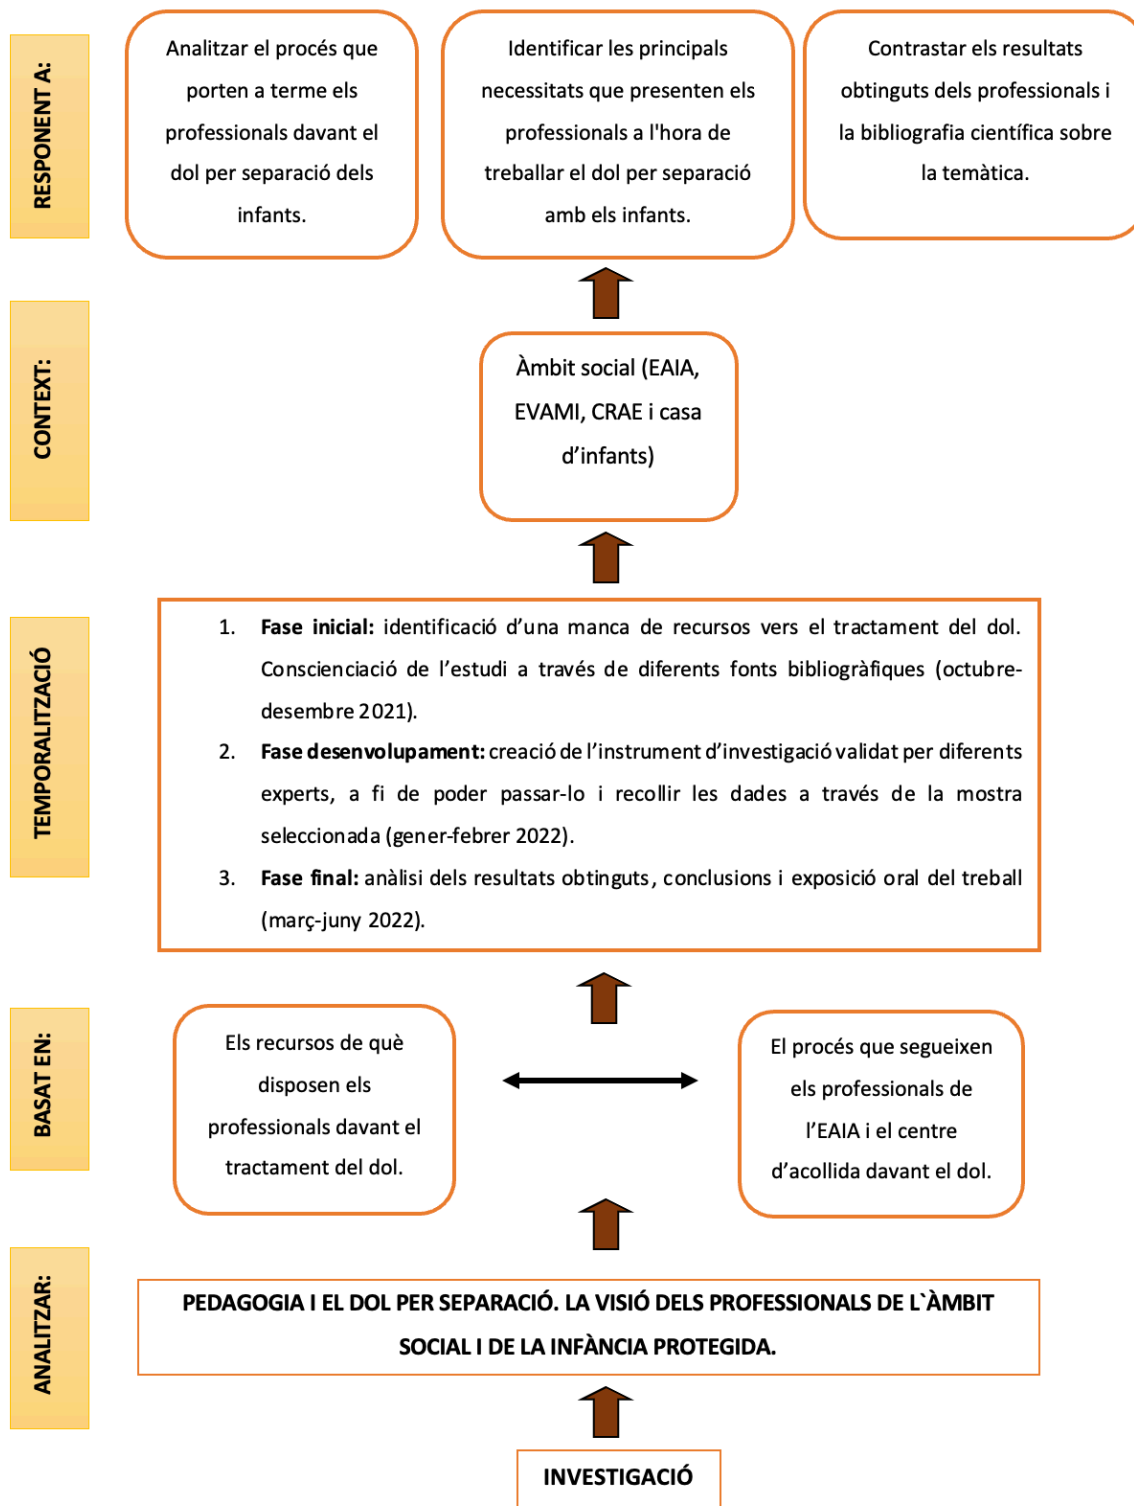 RESPONENT A:
Analitzar el procés que
porten a terme els
professionals davant el
dol per separació dels
infants.
Identificar les principals
necessitats que presenten els
professionals a l'hora de
treballar el dol per separació
amb els infants.
Contrastar els resultats
obtinguts dels professionals i
la bibliografia científica sobre
la temàtica.
CONTEXT:
Àmbit social (EAIA,
EVAMI, CRAE i casa
d’infants)
TEMPORALITZACIÓ
1. Fase inicial: identificació d’una manca de recursos vers el tractament del dol.
Conscienciació de l’estudi a través de diferents fonts bibliogràfiques (octubre-
desembre 2021).
2. Fase desenvolupament: creació de l’instrument d’investigació validat per diferents
experts, a fi de poder passar-lo i recollir les dades a través de la mostra
seleccionada (gener-febrer 2022).
3. Fase final: anàlisi dels resultats obtinguts, conclusions i exposició oral del treball
(març-juny 2022).
BASAT EN:
Els recursos de què
disposen els
professionals davant el
tractament del dol.
El procés que segueixen
els professionals de
l’EAIA i el centre
d’acollida davant el dol.
ANALITZAR:
PEDAGOGIA I EL DOL PER SEPARACIÓ. LA VISIÓ DELS PROFESSIONALS DE L`ÀMBIT
SOCIAL I DE LA INFÀNCIA PROTEGIDA.
INVESTIGACIÓ